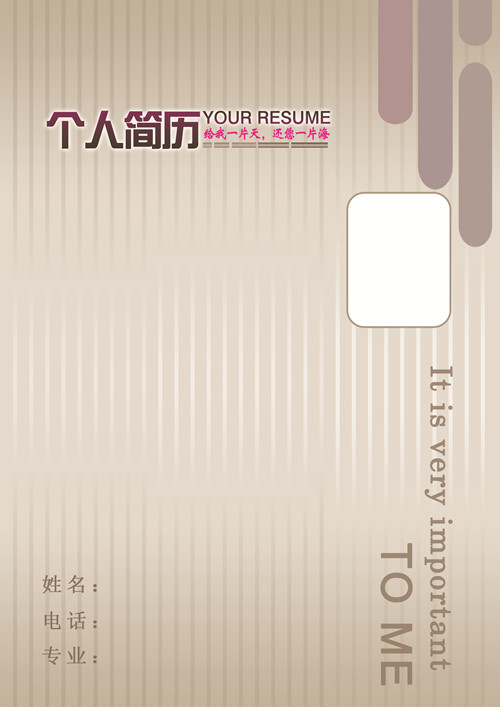 个人简历
YOUR RESUME
给我一片天，还您一片海
It is very important
TO ME
姓名：
电话：
专业：